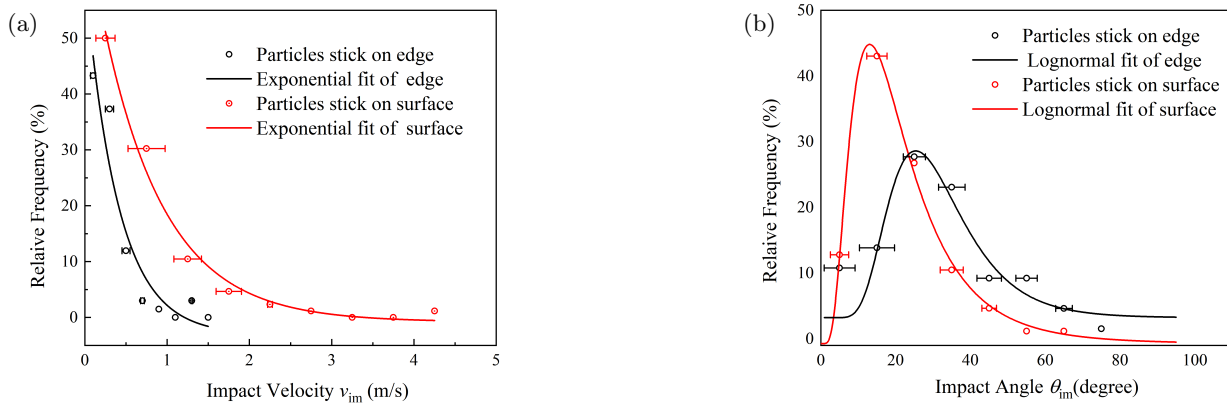 (a)
50
40
30
20
10
0
Relaive Frequency (%)
Particles stick on edge
Exponential fit of edge
Particles stick on surface
Exponential fit of surface
0 1 2 3 4 5
Impact Velocity vim (m/s)
(b)
50
40
30
20
10
0
Relaive Frequency (%)
Particles stick on edge
Lognormal fit of edge
Particles stick on surface
Lognormal fit of surface
0 20 40 60 80 100
Impact Angle θim(degree)